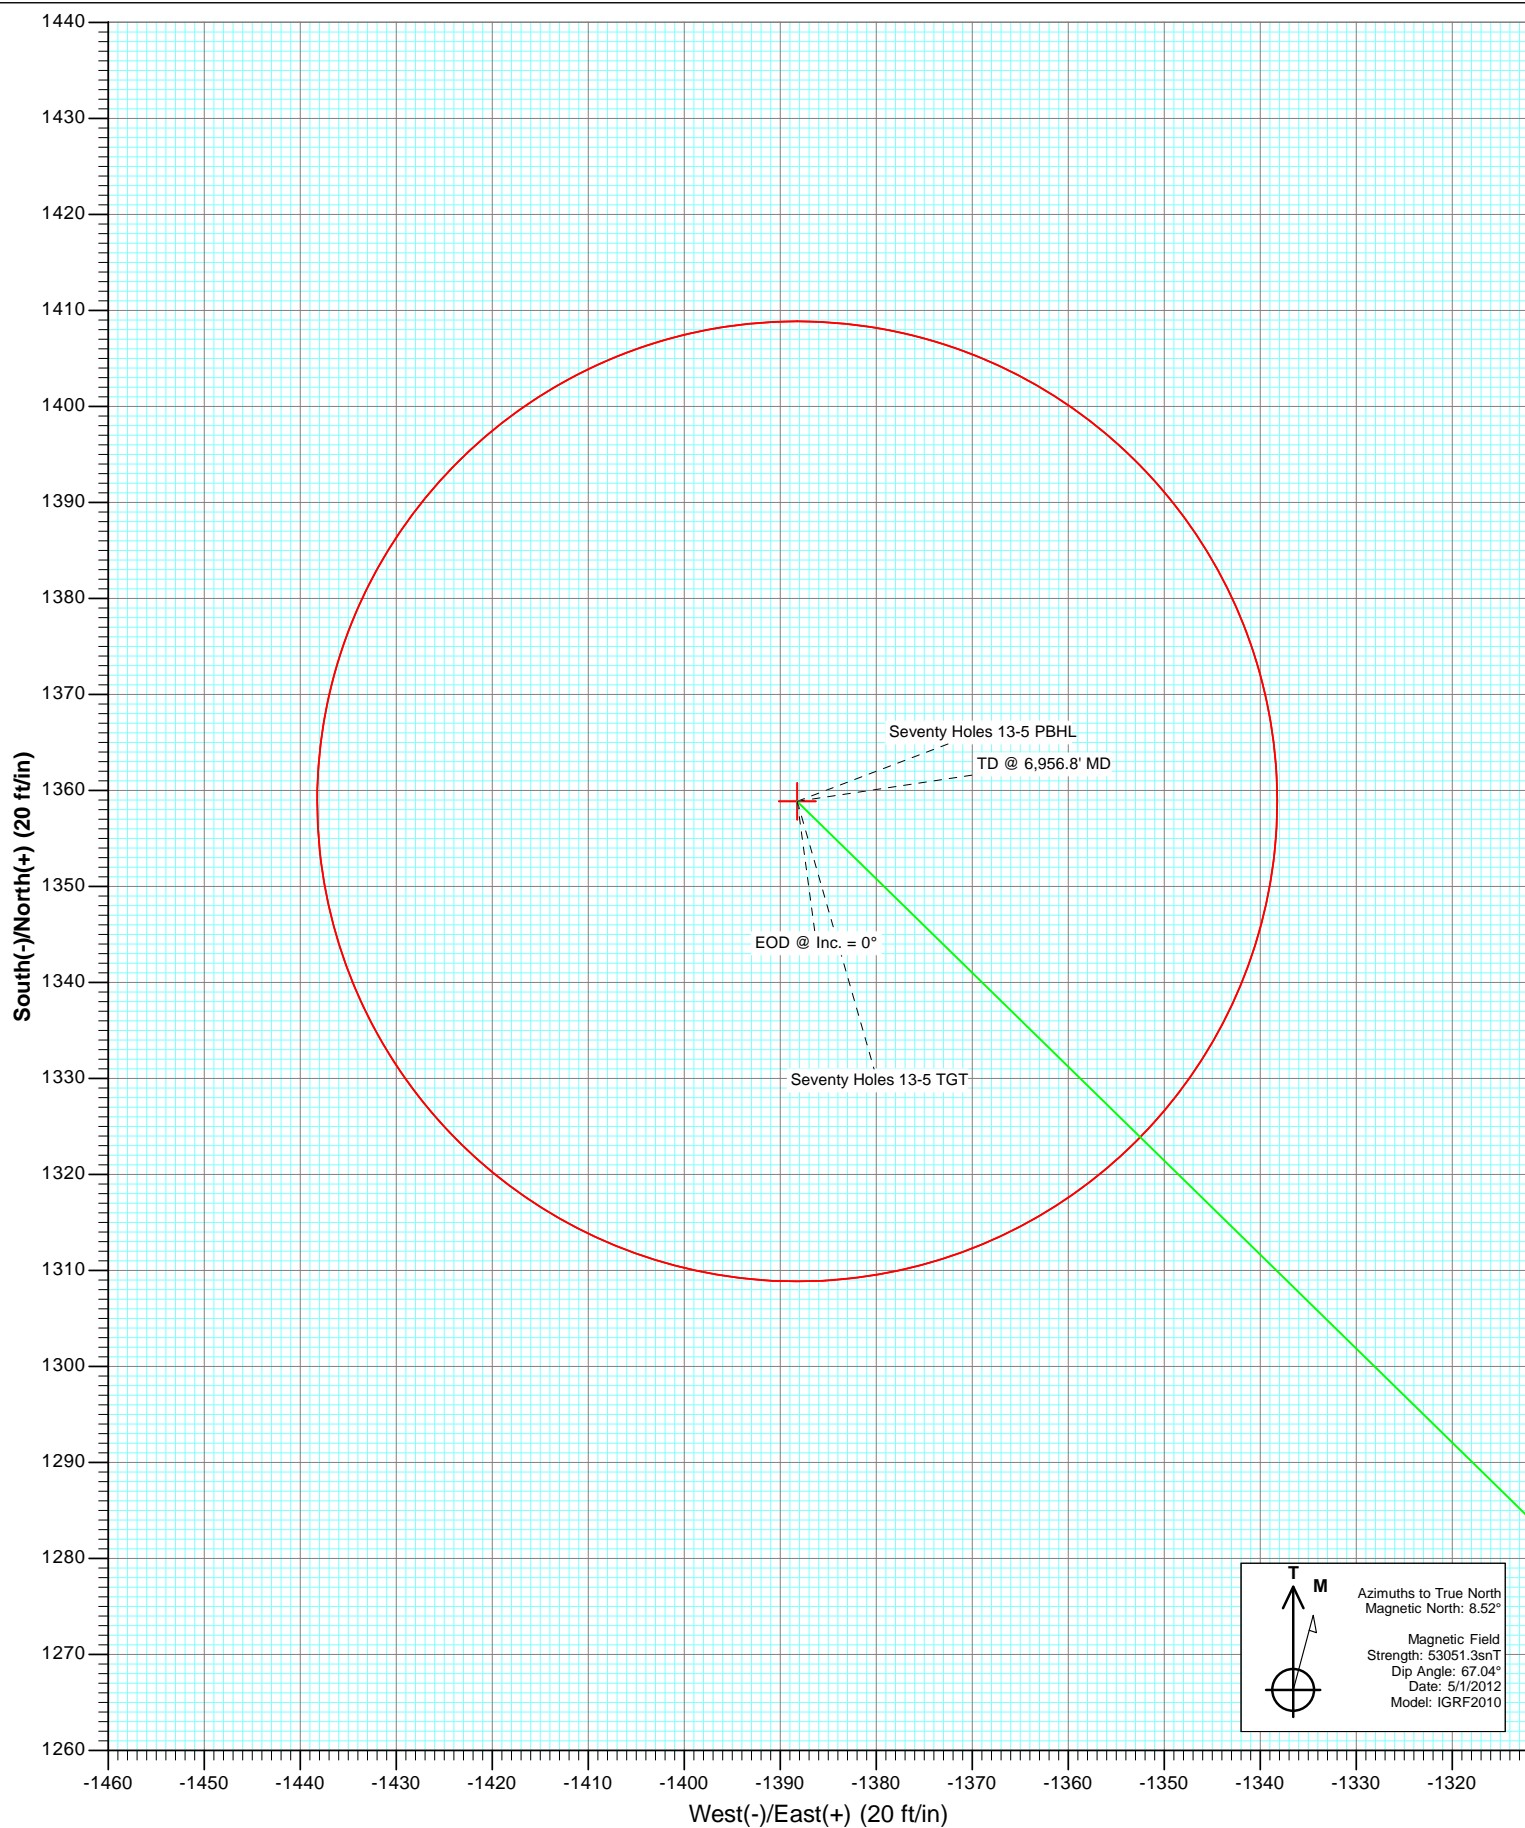 1440
1430
1420
1410
1400
1390
1380
1370
1360
1350
1340
1330
1320
1310
1300
1290
1280
1270
1260
South(-)/North(+) (20 ft/in)
Seventy Holes 13-5 PBHL
TD @ 6,956.8' MD
EOD @ Inc. = 0°
Seventy Holes 13-5 TGT
T
M
Azimuths to True North
Magnetic North: 8.52°
Magnetic Field
Strength: 53051.3snT
Dip Angle: 67.04°
Date: 5/1/2012
Model: IGRF2010
-1460 -1450 -1440 -1430 -1420 -1410 -1400 -1390 -1380 -1370 -1360 -1350 -1340 -1330 -1320
West(-)/East(+) (20 ft/in)